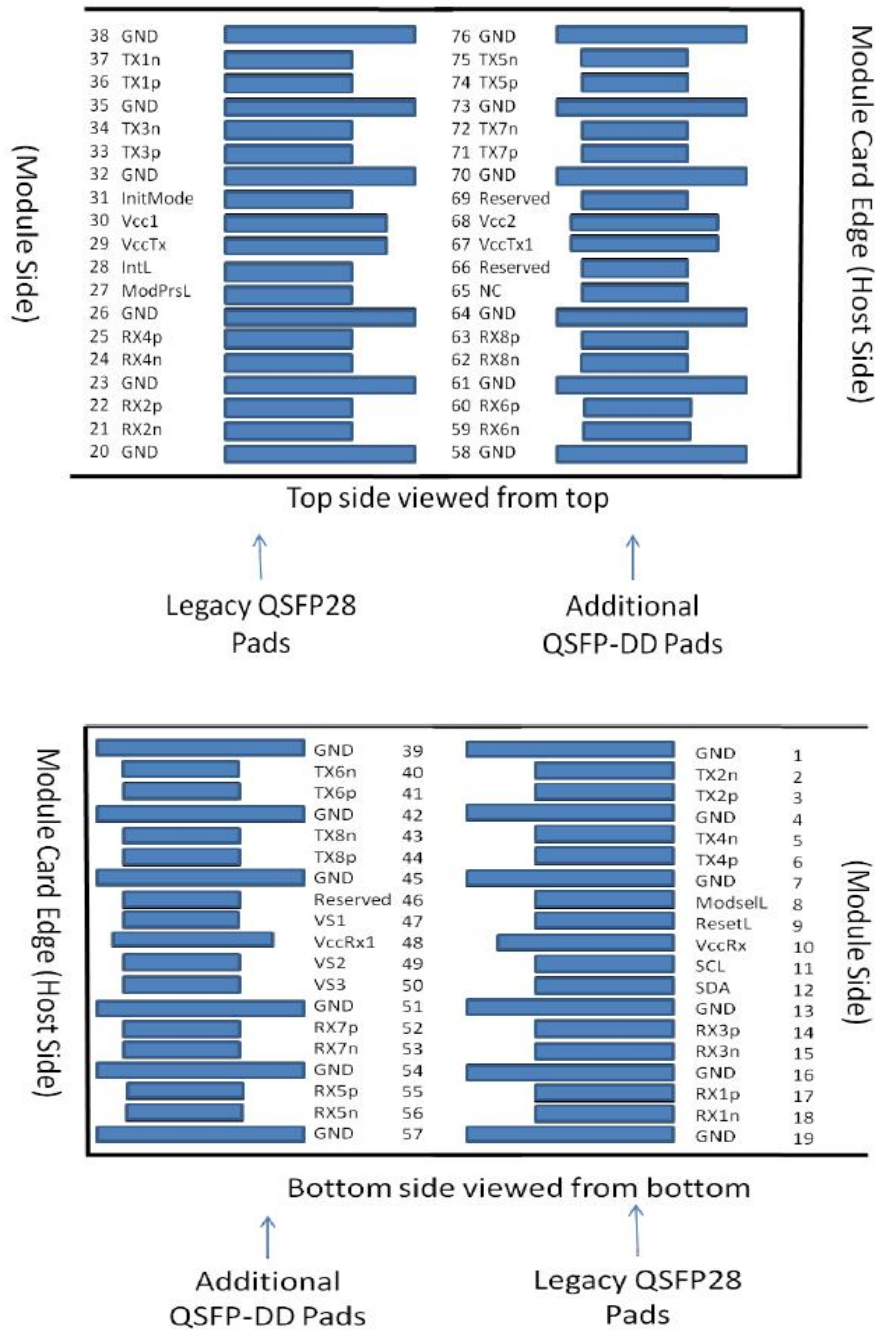 38 GND 76 GND
37 TX1n 75 TX5n
36 TX1p 74 TX5p
35 GND 73 GND
34 TX3n 72 TX7n
33 TX3p 71 TX7p
32 GND 70 GND
31 InitMode 69 Reserved
30 Vcc1 68 Vcc2
29 VccTx 67 VccTx1
28 IntL 66 Reserved
27 ModPrsL 65 NC
26 GND 64 GND
25 RX4p 63 RX8p
24 RX4n 62 RX8n
23 GND 61 GND
22 RX2p 60 RX6p
21 RX2n 59 RX6n
20 GND 58 GND
(Module Side)
Module Card Edge (Host Side)
Top side viewed from top
Legacy QSFP28
Pads
Additional
QSFP-DD Pads
GND 39 GND 1
TX6n 40 TX2n 2
TX6p 41 TX2p 3
GND 42 GND 4
TX8n 43 TX4n 5
TX8p 44 TX4p 6
GND 45 GND 7
Reserved 46 ModselL 8
VS1 47 ResetL 9
VccRx1 48 VccRx 10
VS2 49 SCL 11
VS3 50 SDA 12
GND 51 GND 13
RX7p 52 RX3p 14
RX7n 53 RX3n 15
GND 54 GND 16
RX5p 55 RX1p 17
RX5n 56 RX1n 18
GND 57 GND 19
Module Card Edge (Host Side)
(Module Side)
Bottom side viewed from bottom
Additional
QSFP-DD Pads
Legacy QSFP28
Pads